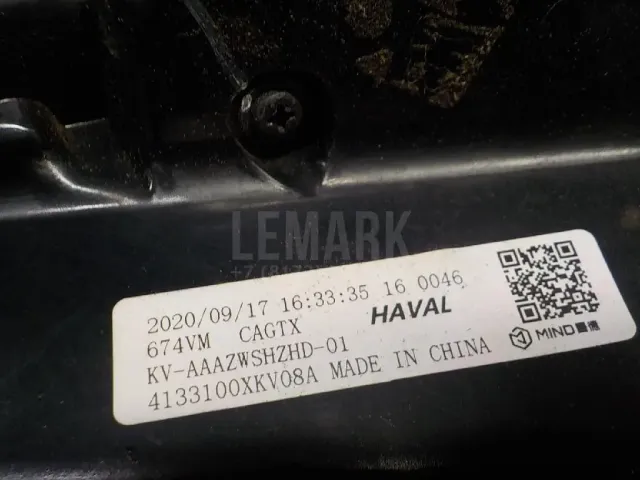 LEMARK
2020/09/17 16:33:35 16 0046
674VM CAGTX HAVAL
KV-AAAZWSHZHD-01
MIND
4133100XKV08A MADE IN CHINA